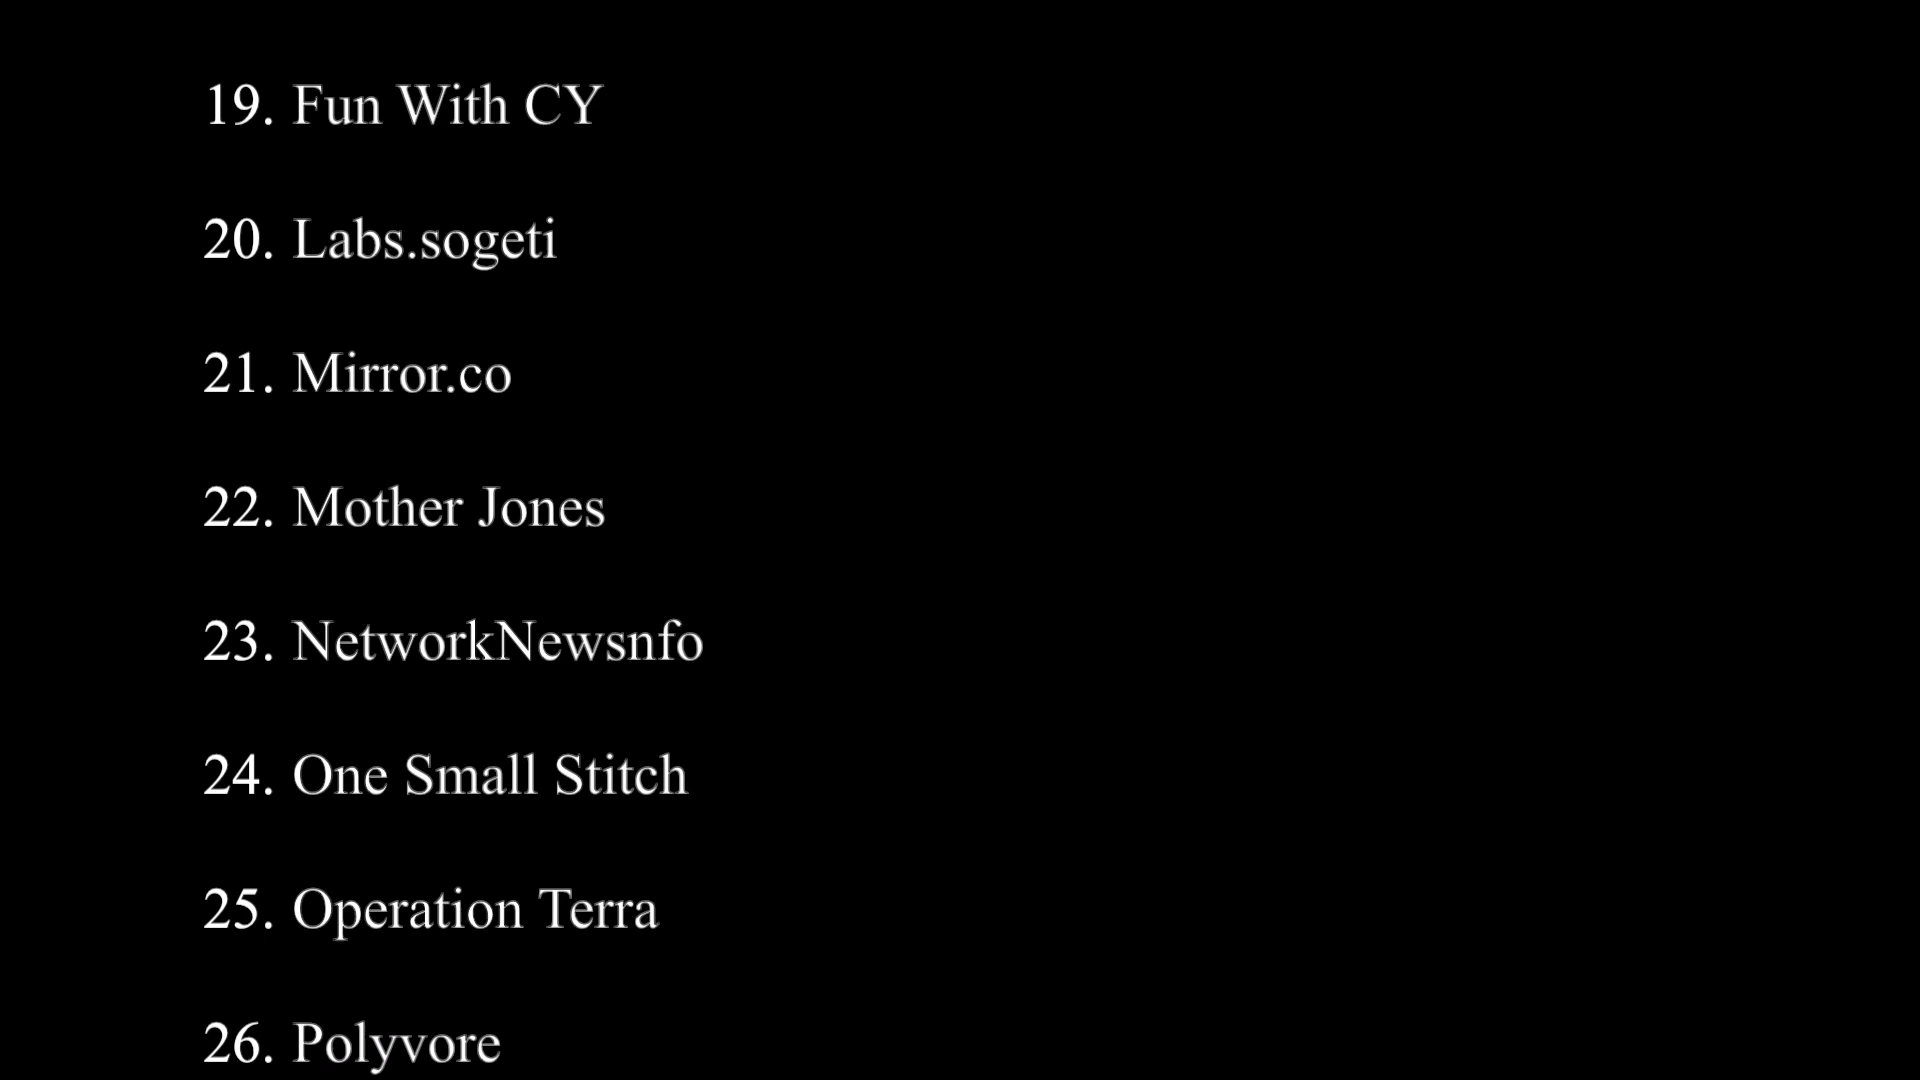 19. Fun With CY
20. Labs.sogeti
21. Mirror.co
22. Mother Jones
23. NetworkNewsnfo
24. One Small Stitch
25. Operation Terra
26. Polyvore